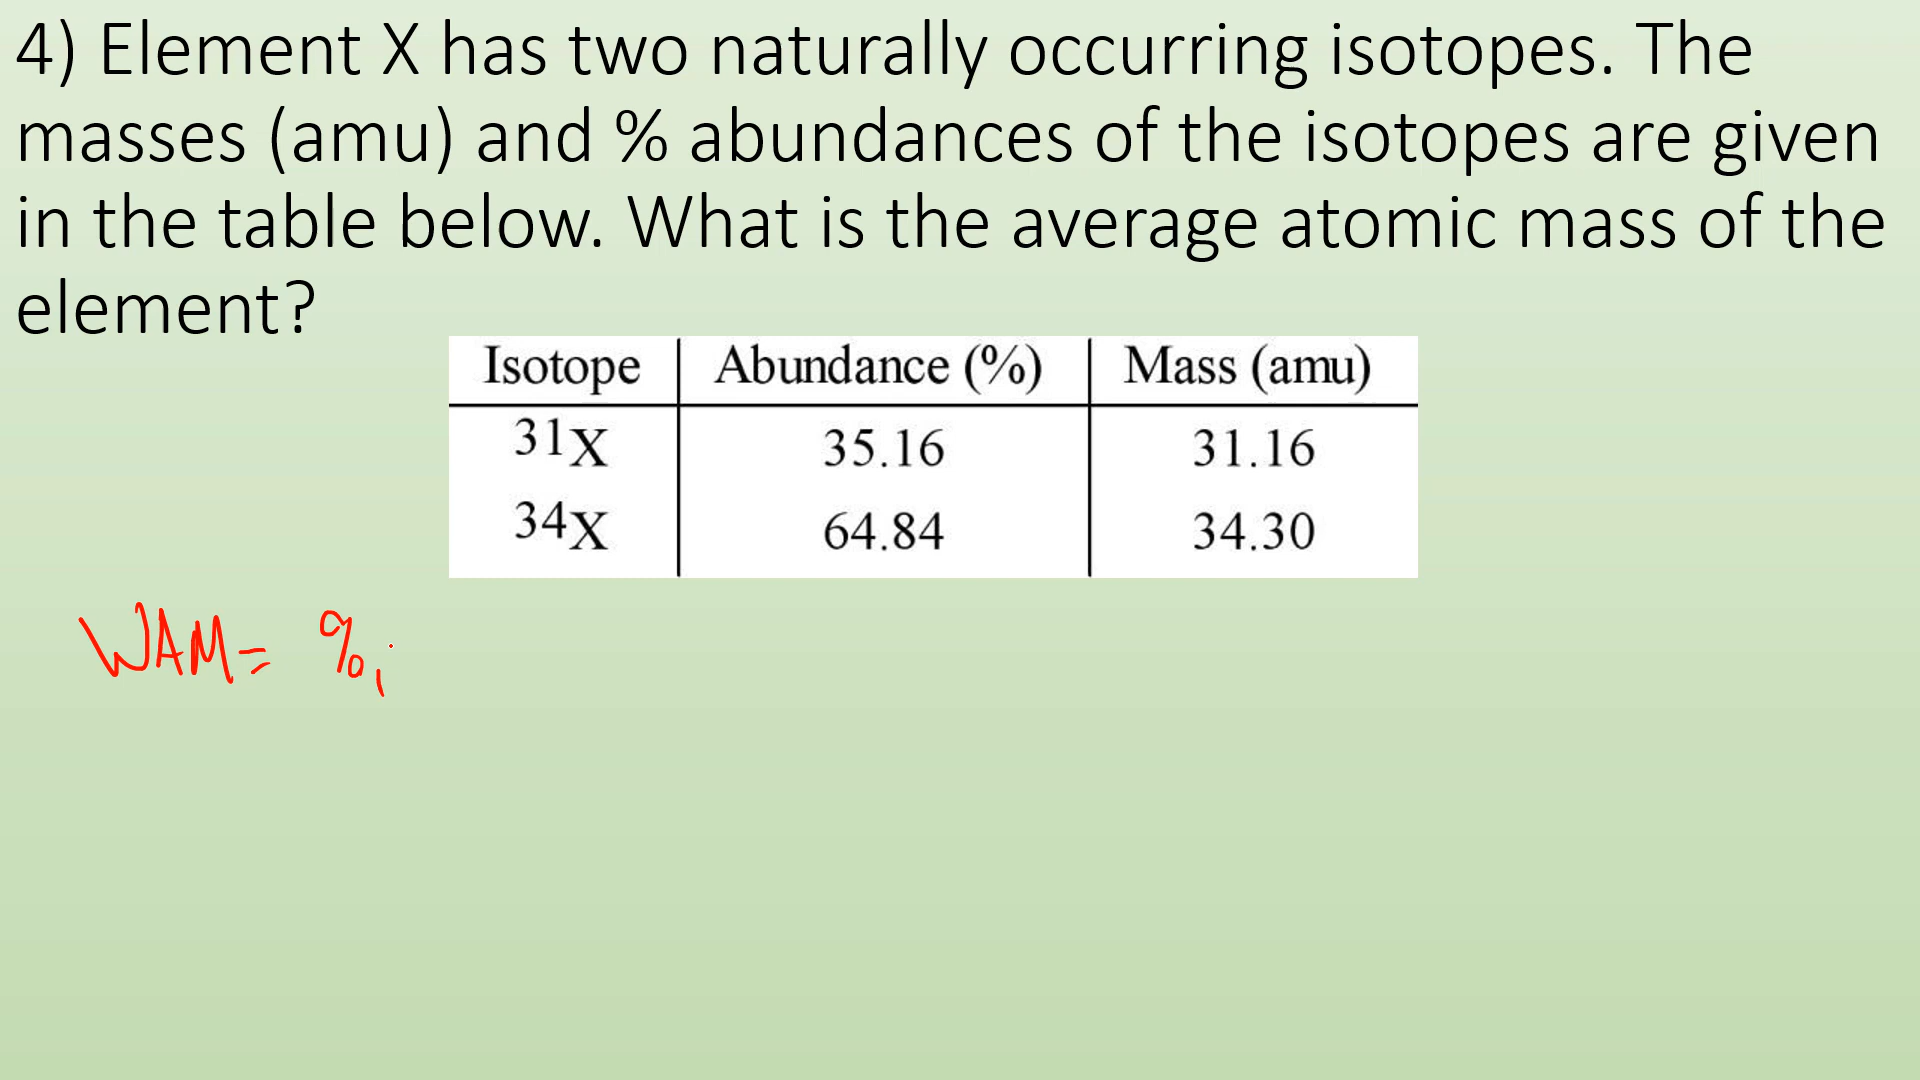 4) Element X has two naturally occurring isotopes. The
masses (amu) and % abundances of the isotopes are given
in the table below. What is the average atomic mass of the
element?
Isotope Abundance (%) Mass (amu)
31X 35.16 31.16
34X 64.84 34.30
WAM= %1